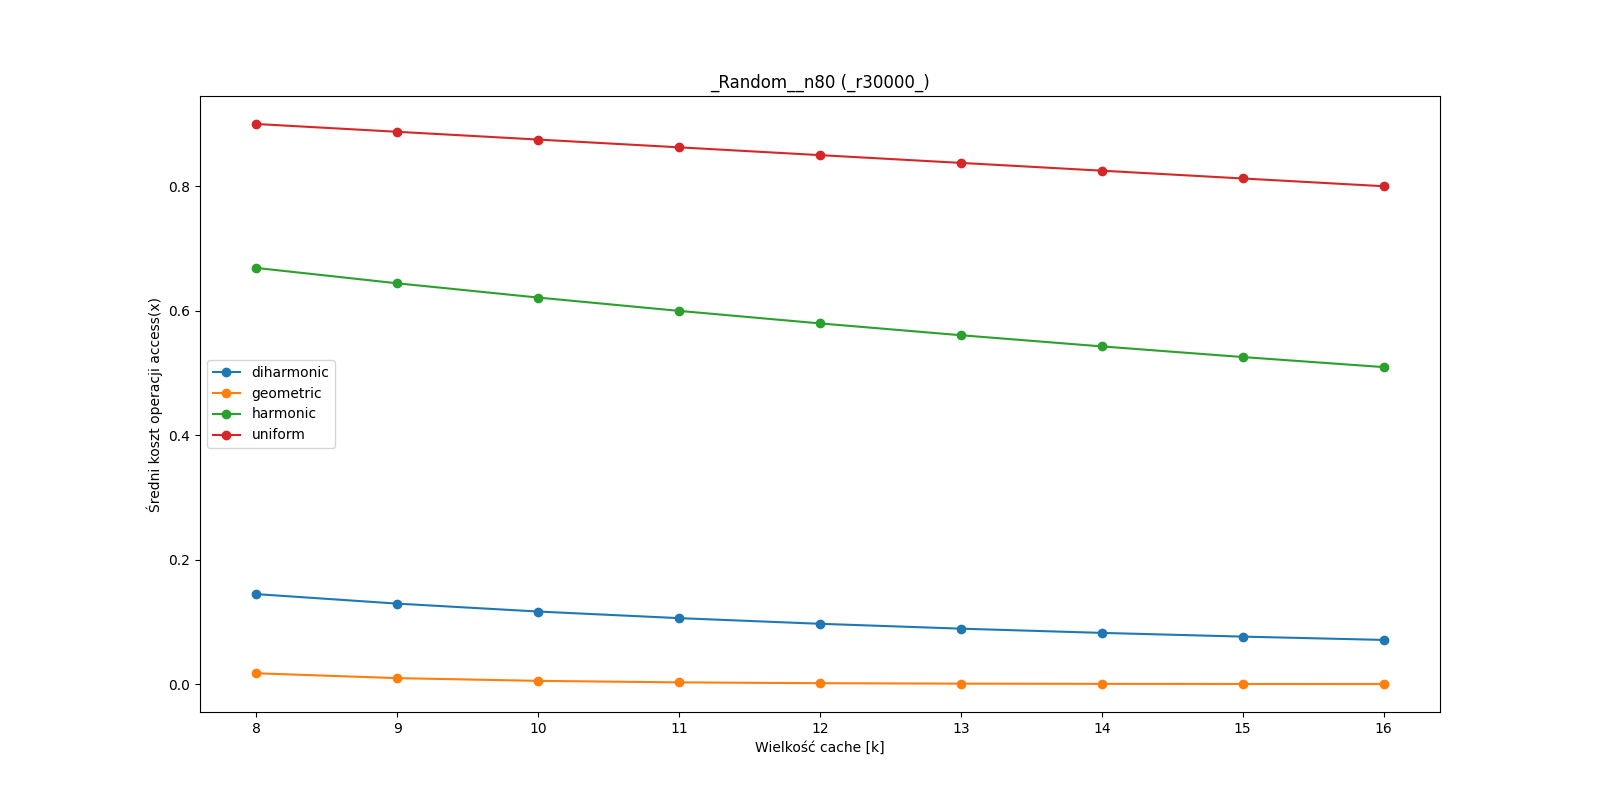 _Random__n80 (_r30000_)
Średni koszt operacji access(x)
0.8
0.6
0.4
0.2
0.0
diharmonic
geometric
harmonic
uniform
8 9 10 11 12 13 14 15 16
Wielkość cache [k]